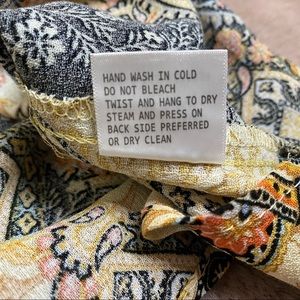 HAND WASH IN COLD
DO NOT BLEACH
TWIST AND HANG TO DRY
STEAM AND PRESS ON
BACK SIDE PREFERRED
OR DRY CLEAN